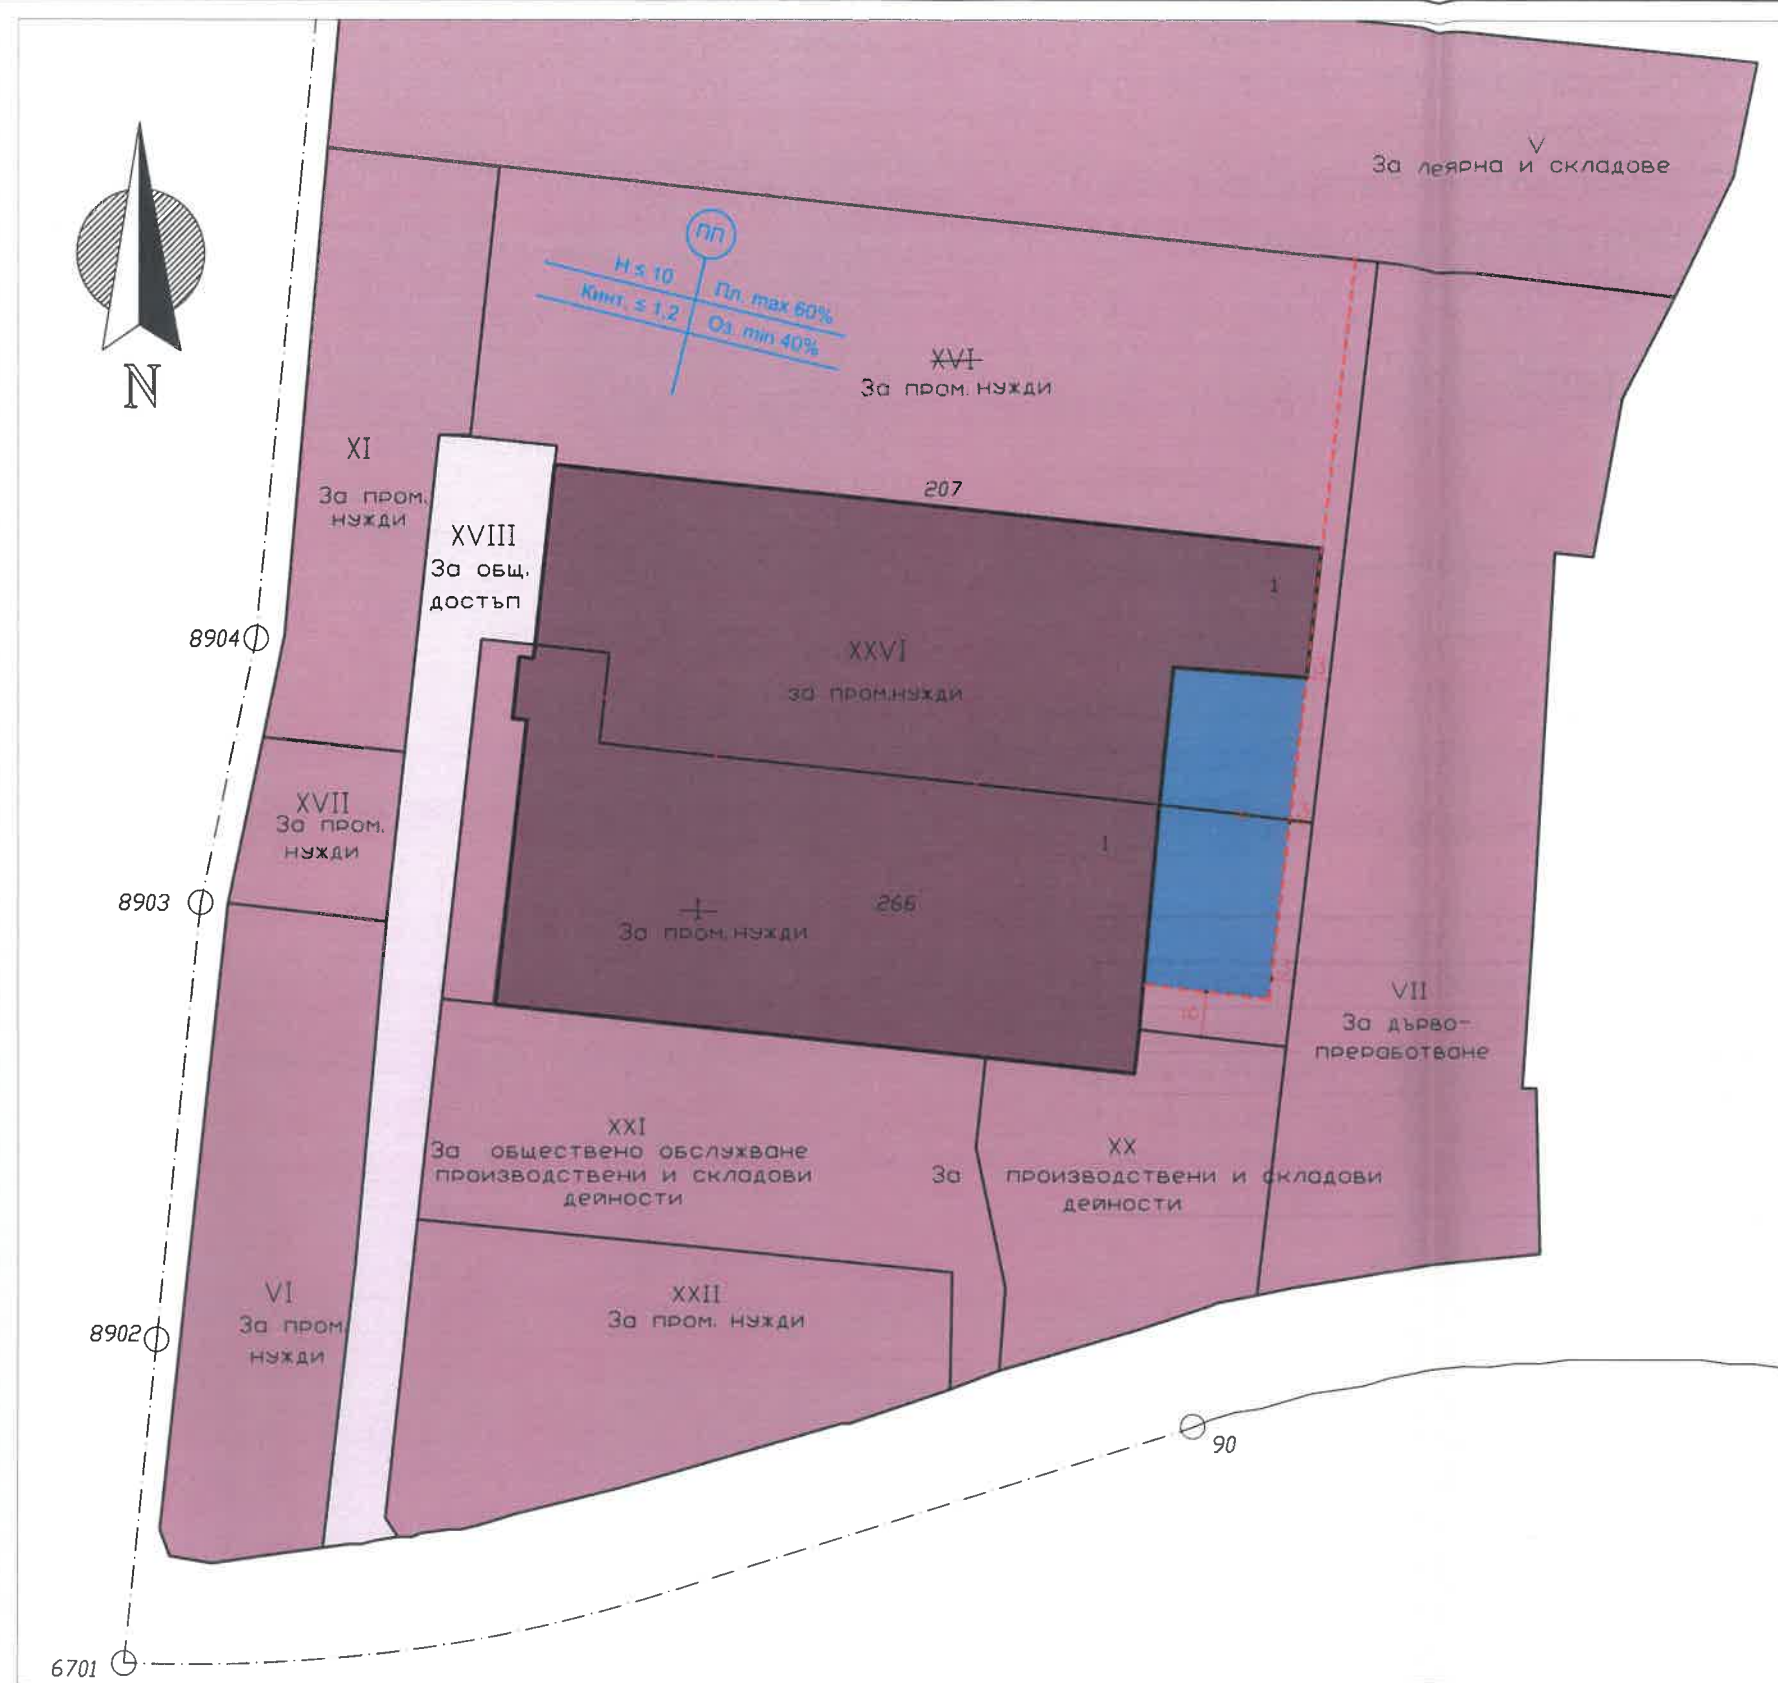 V
За леярна и складове
ПП
H ≤ 10
Пл. max 60%
Кинт. ≤ 1,2
Оз. min 40%
N
XVI
За пром. нужди
XI
За пром.
нужди
207
XVIII
За общ.
достъп
1
8904
XXVI
за пром.нужди
XVII
За пром.
нужди
1
8903
I
266
За пром. нужди
VII
За дърво-
преработване
XXI
За обществено обслужване
производствени и складови
дейности
XX
За производствени и складови
дейности
VI
За пром.
нужди
XXII
За пром. нужди
8902
90
6701